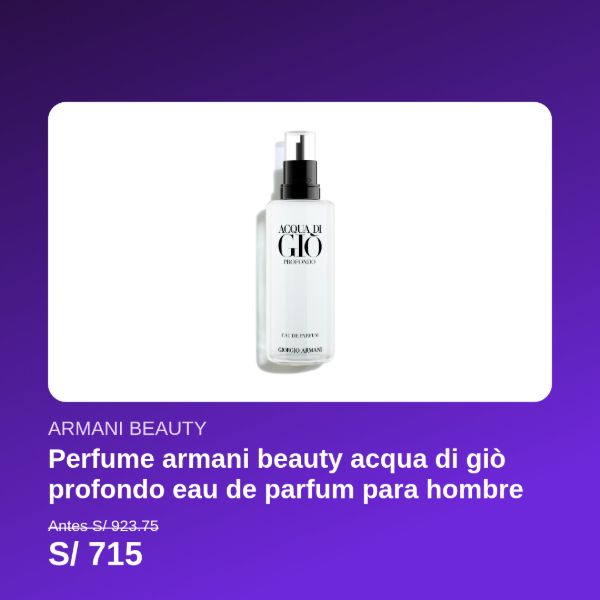 ACQUA DI
GIÒ
PROFONDO
EAU DE PARFUM
GIORGIO ARMANI
ARMANI BEAUTY
Perfume armani beauty acqua di giò
profondo eau de parfum para hombre
Antes S/ 923.75
S/ 715